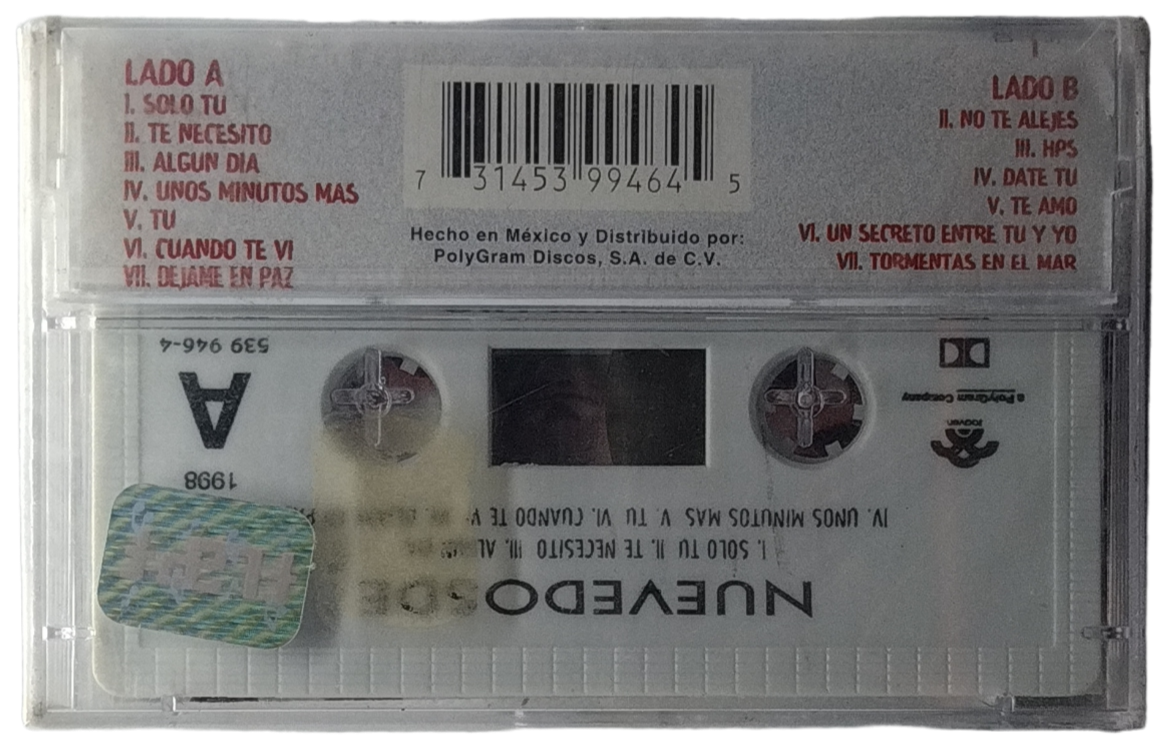 LADO A
I. SOLO TU
II. TE NECESITO
III. ALGUN DIA
IV. UNOS MINUTOS MAS
V. TU
VI. CUANDO TE VI
VII. DEJAME EN PAZ
7 31453 99464 5
Hecho en México y Distribuido por:
PolyGram Discos, S.A. de C.V.
LADO B
II. NO TE ALEJES
III. HPS
IV. DATE TU
V. TE AMO
VI. UN SECRETO ENTRE TU Y YO
VII. TORMENTAS EN EL MAR
NUEVEDOSDE
I. SOLO TU II. TE NECESITO III.
IV. UNOS MINUTOS MAS V. TU VI. CUANDO TE
1998
A
539 946-4
a PolyGram Company